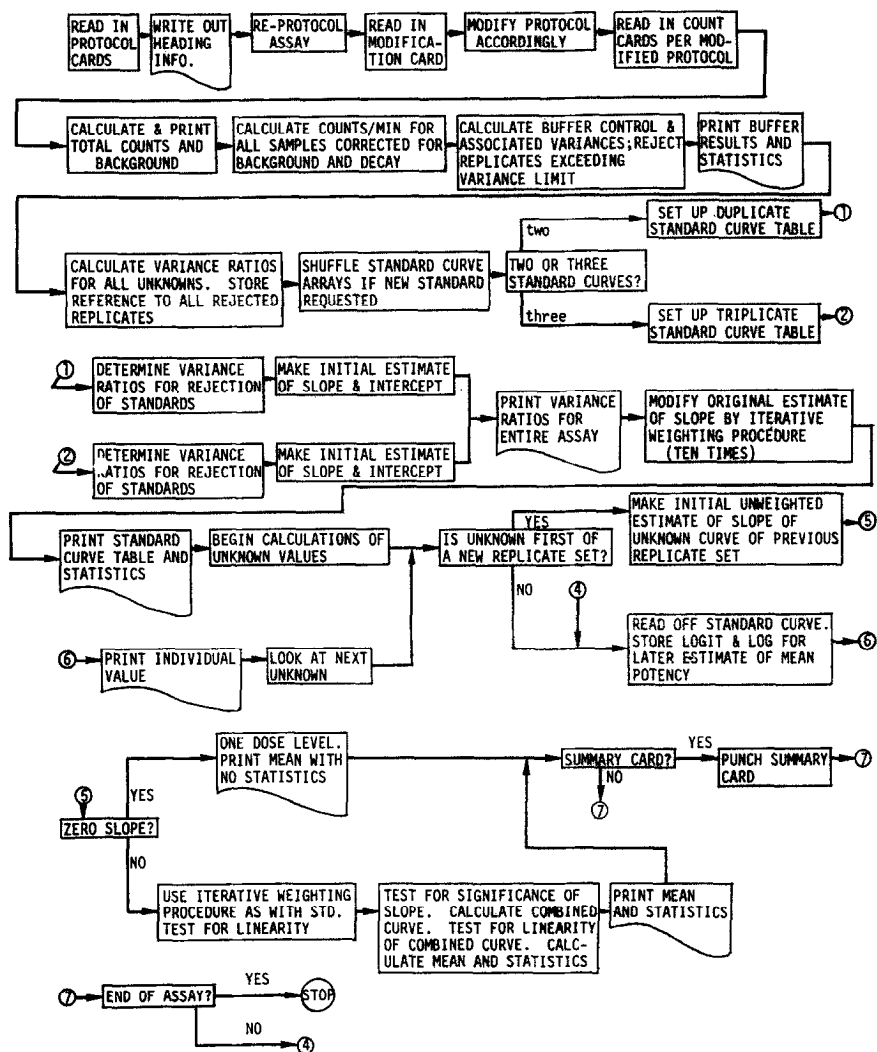 READ IN
PROTOCOL
CARDS
WRITE OUT
HEADING
INFO.
RE-PROTOCOL
ASSAY
READ IN
MODIFICA-
TION CARD
MODIFY PROTOCOL
ACCORDINGLY
READ IN COUNT
CARDS PER MOD-
IFIED PROTOCOL
CALCULATE & PRINT
TOTAL COUNTS AND
BACKGROUND
CALCULATE COUNTS/MIN FOR
ALL SAMPLES CORRECTED FOR
BACKGROUND AND DECAY
CALCULATE BUFFER CONTROL &
ASSOCIATED VARIANCES;REJECT
REPLICATES EXCEEDING
VARIANCE LIMIT
PRINT BUFFER
RESULTS AND
STATISTICS
CALCULATE VARIANCE RATIOS
FOR ALL UNKNOWNS. STORE
REFERENCE TO ALL REJECTED
REPLICATES
SHUFFLE STANDARD CURVE
ARRAYS IF NEW STANDARD
REQUESTED
TWO OR THREE
STANDARD CURVES?
two
SET UP DUPLICATE
STANDARD CURVE TABLE
1
three
SET UP TRIPLICATE
STANDARD CURVE TABLE
2
1
DETERMINE VARIANCE
RATIOS FOR REJECTION
OF STANDARDS
MAKE INITIAL ESTIMATE
OF SLOPE & INTERCEPT
2
DETERMINE VARIANCE
RATIOS FOR REJECTION
OF STANDARDS
MAKE INITIAL ESTIMATE
OF SLOPE & INTERCEPT
PRINT VARIANCE
RATIOS FOR
ENTIRE ASSAY
MODIFY ORIGINAL ESTIMATE
OF SLOPE BY ITERATIVE
WEIGHTING PROCEDURE
(TEN TIMES)
PRINT STANDARD
CURVE TABLE AND
STATISTICS
BEGIN CALCULATIONS OF
UNKNOWN VALUES
IS UNKNOWN FIRST OF
A NEW REPLICATE SET?
YES
MAKE INITIAL UNWEIGHTED
ESTIMATE OF SLOPE OF
UNKNOWN CURVE OF PREVIOUS
REPLICATE SET
5
NO
4
READ OFF STANDARD CURVE.
STORE LOGIT & LOG FOR
LATER ESTIMATE OF MEAN
POTENCY
6
6
PRINT INDIVIDUAL
VALUE
LOOK AT NEXT
UNKNOWN
5
ZERO SLOPE?
YES
ONE DOSE LEVEL.
PRINT MEAN WITH
NO STATISTICS
SUMMARY CARD?
YES
PUNCH SUMMARY
CARD
7
NO
7
NO
USE ITERATIVE WEIGHTING
PROCEDURE AS WITH STD.
TEST FOR LINEARITY
TEST FOR SIGNIFICANCE OF
SLOPE. CALCULATE COMBINED
CURVE. TEST FOR LINEARITY
OF COMBINED CURVE. CALC-
ULATE MEAN AND STATISTICS
PRINT MEAN
AND STATISTICS
7
END OF ASSAY?
YES
STOP
NO
4